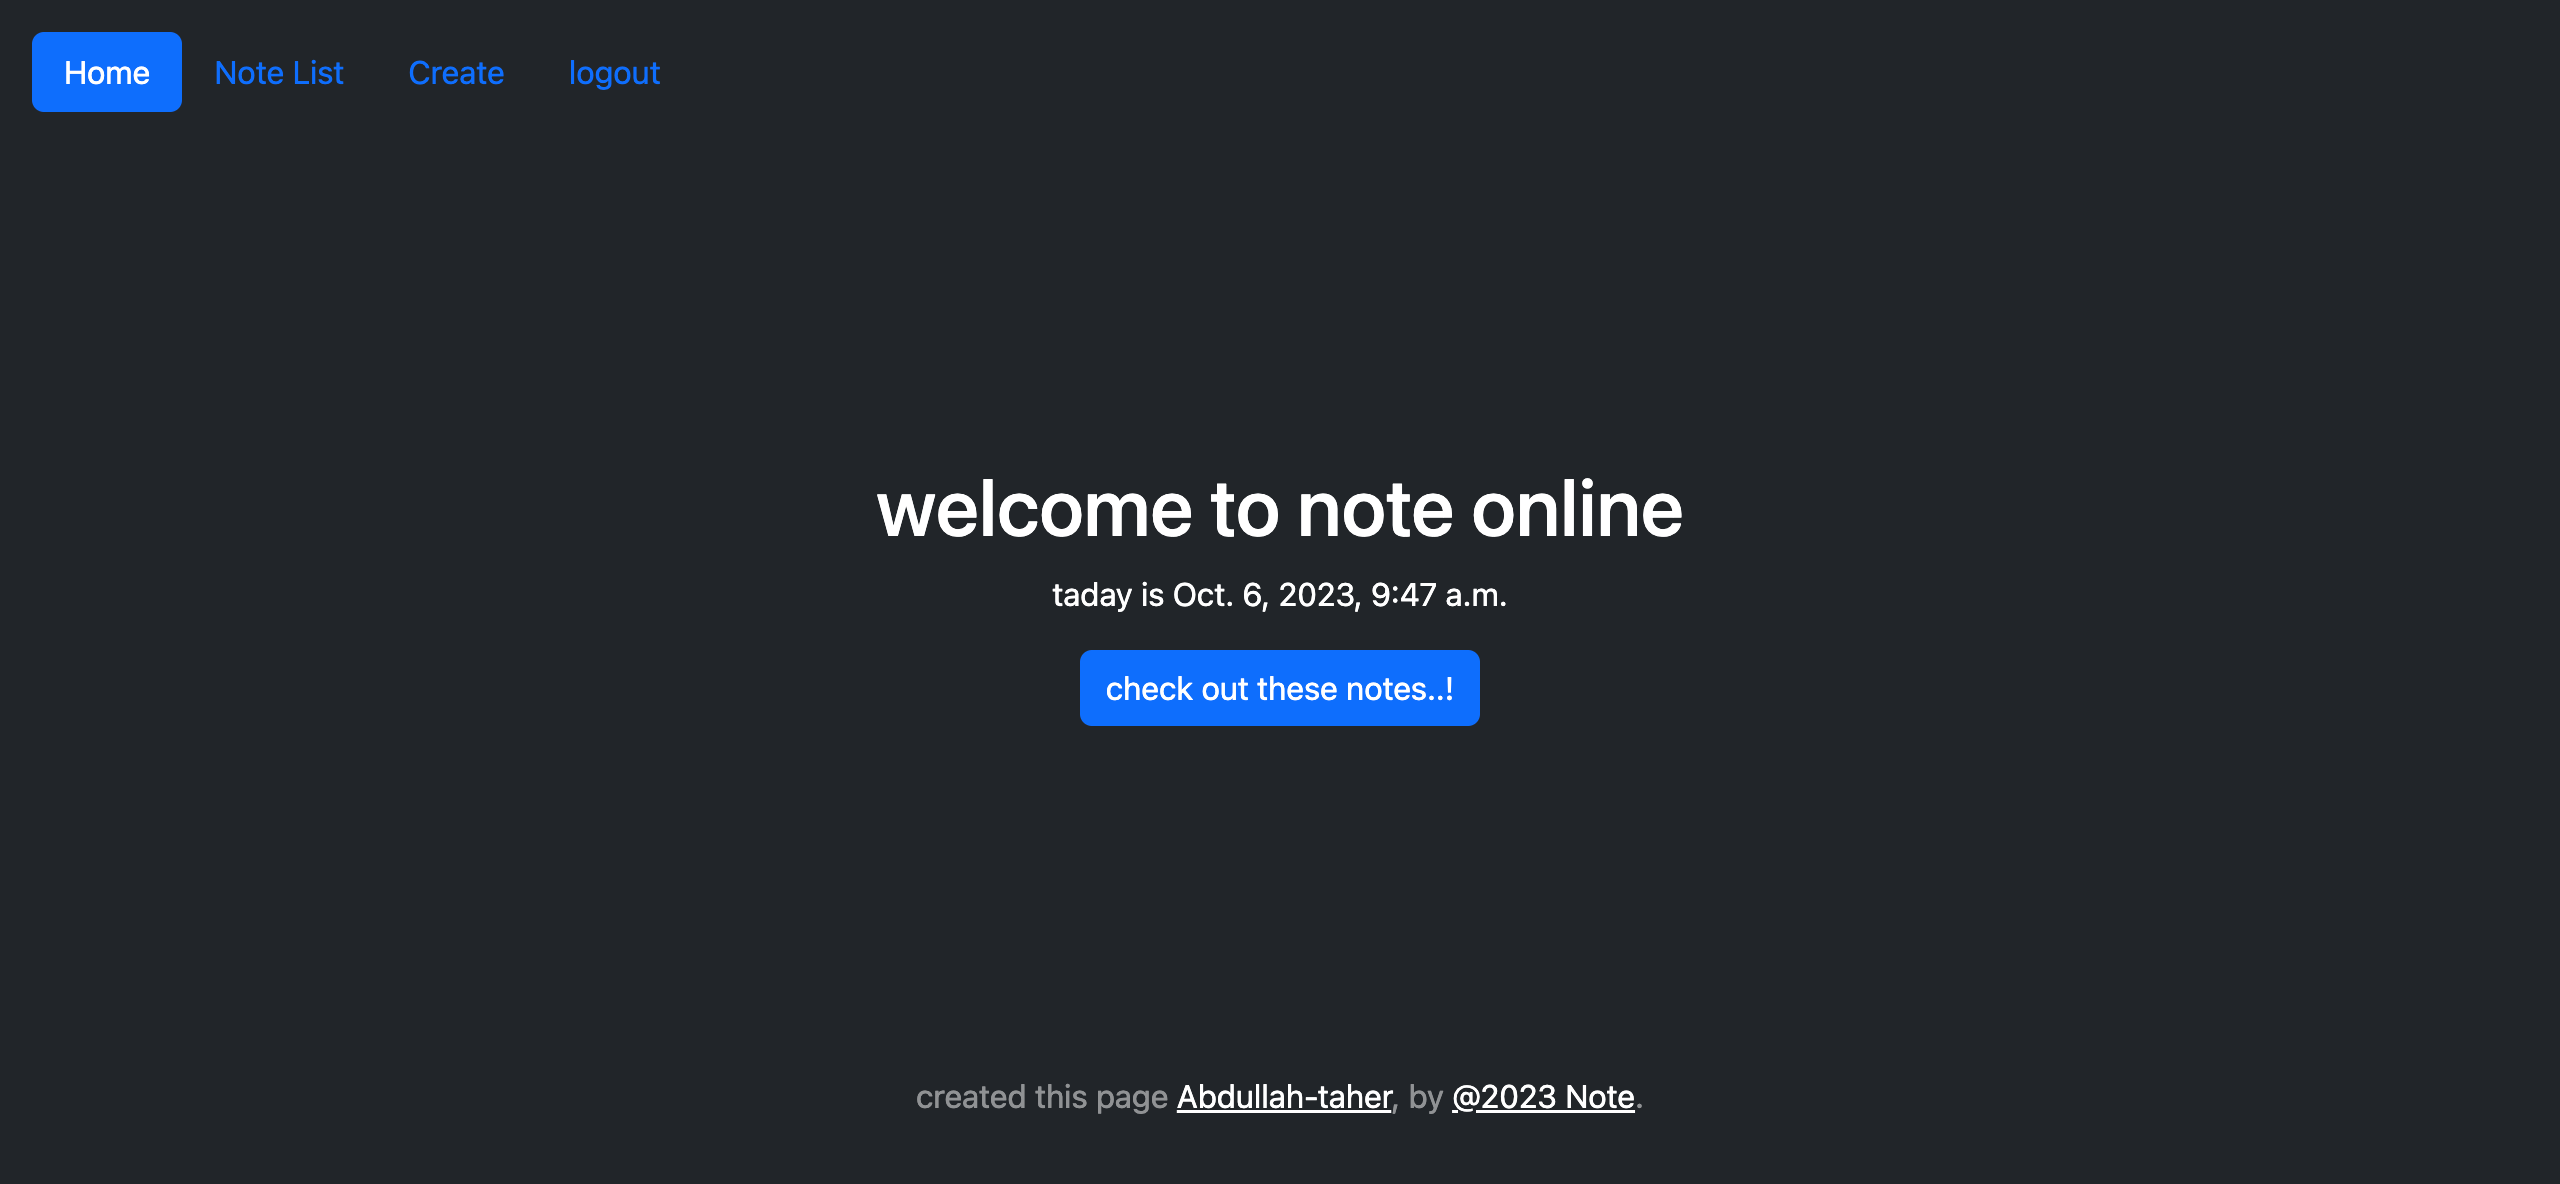 Home Note List Create logout
welcome to note online
taday is Oct. 6, 2023, 9:47 a.m.
check out these notes..!
created this page Abdullah-taher, by @2023 Note.